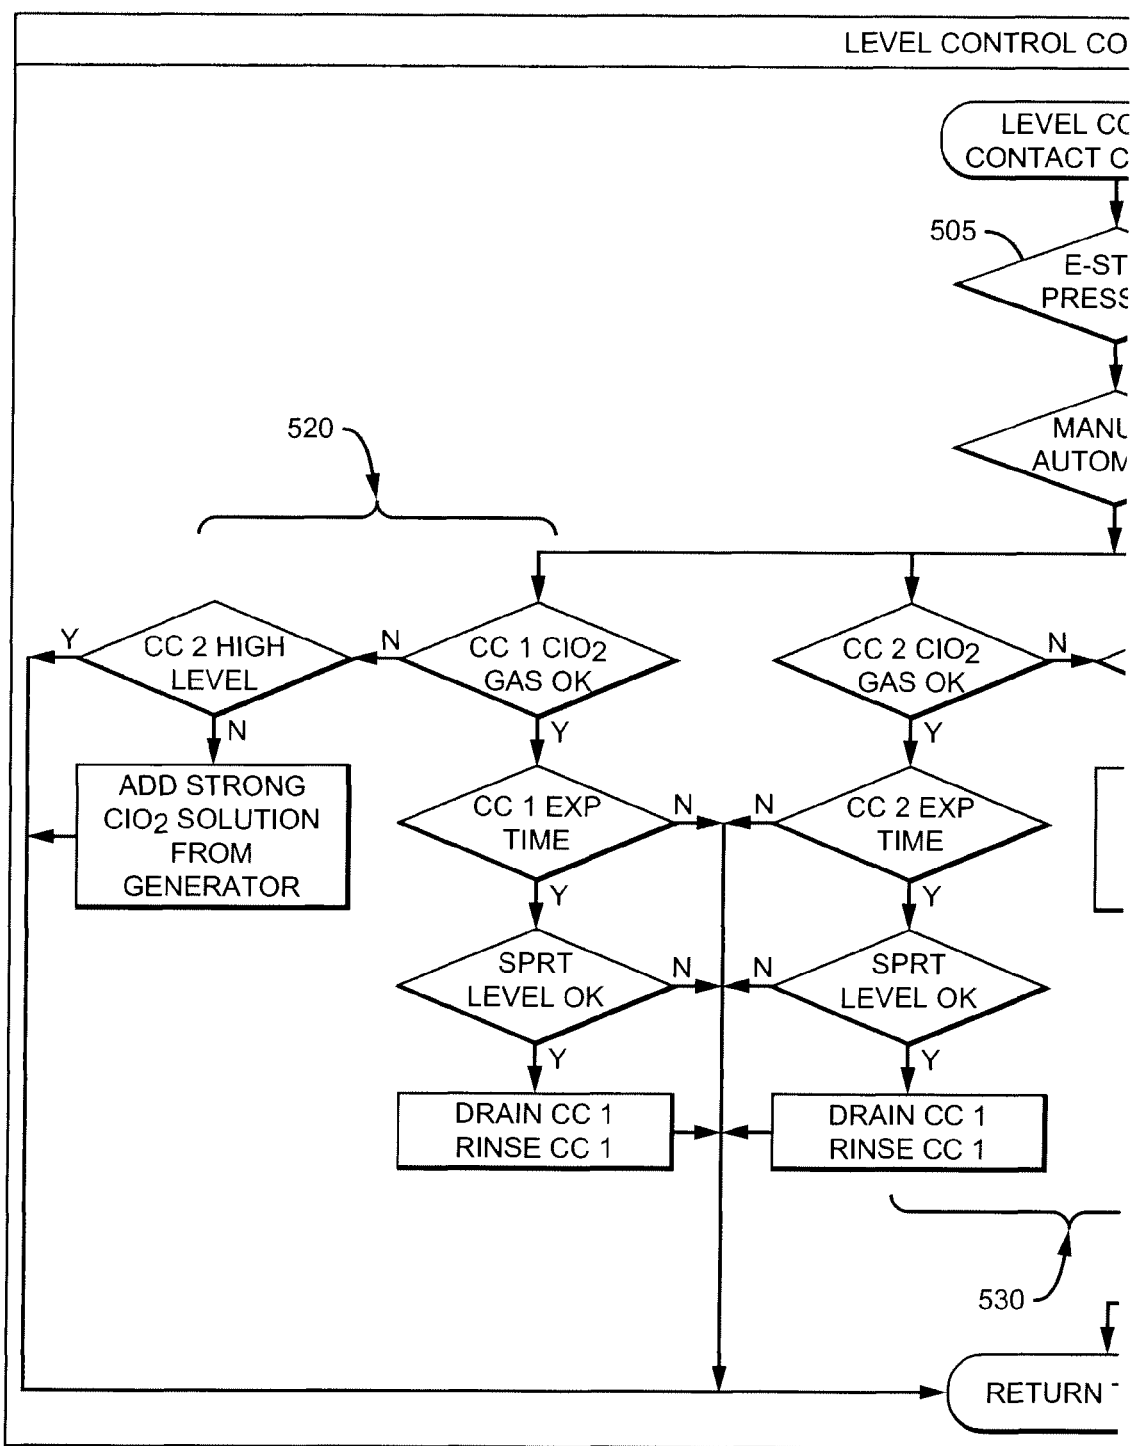 LEVEL CONTROL CO
LEVEL CO
CONTACT C
505
E-ST
PRESS
MANU
AUTOM
520
Y
CC 2 HIGH
LEVEL
N
CC 1 ClO2
GAS OK
CC 2 ClO2
GAS OK
N
N
Y
Y
ADD STRONG
ClO2 SOLUTION
FROM
GENERATOR
CC 1 EXP
TIME
N
N
CC 2 EXP
TIME
Y
Y
SPRT
LEVEL OK
N
N
SPRT
LEVEL OK
Y
Y
DRAIN CC 1
RINSE CC 1
DRAIN CC 1
RINSE CC 1
530
RETURN